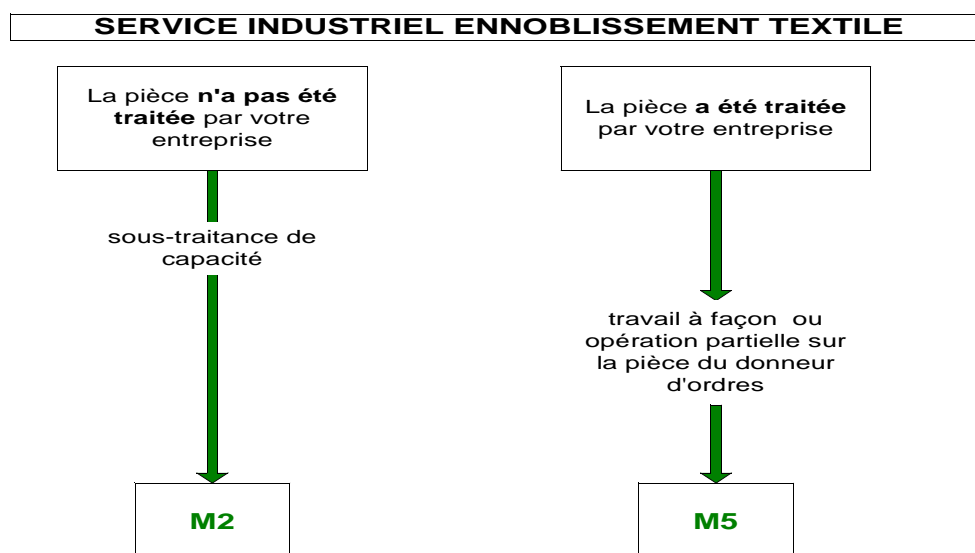 SERVICE INDUSTRIEL ENNOBLISSEMENT TEXTILE
La pièce n'a pas été
traitée par votre
entreprise
sous-traitance de
capacité
M2
La pièce a été traitée
par votre entreprise
travail à façon ou
opération partielle sur
la pièce du donneur
d'ordres
M5